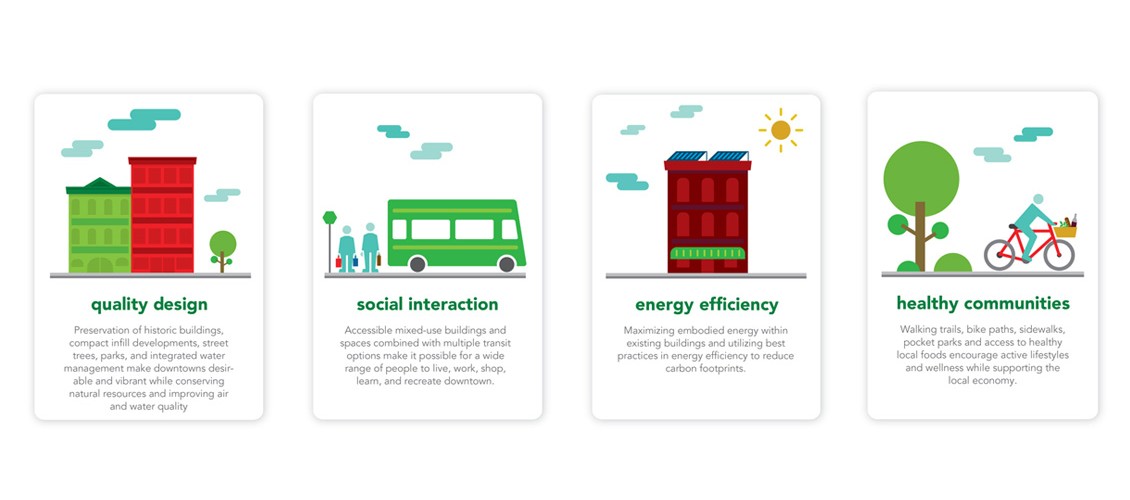 quality design
Preservation of historic buildings,
compact infill developments, street
trees, parks, and integrated water
management make downtowns desir-
able and vibrant while conserving
natural resources and improving air
and water quality
social interaction
Accessible mixed-use buildings and
spaces combined with multiple transit
options make it possible for a wide
range of people to live, work, shop,
learn, and recreate downtown.
energy efficiency
Maximizing embodied energy within
existing buildings and utilizing best
practices in energy efficiency to reduce
carbon footprints.
healthy communities
Walking trails, bike paths, sidewalks,
pocket parks and access to healthy
local foods encourage active lifestyles
and wellness while supporting the
local economy.